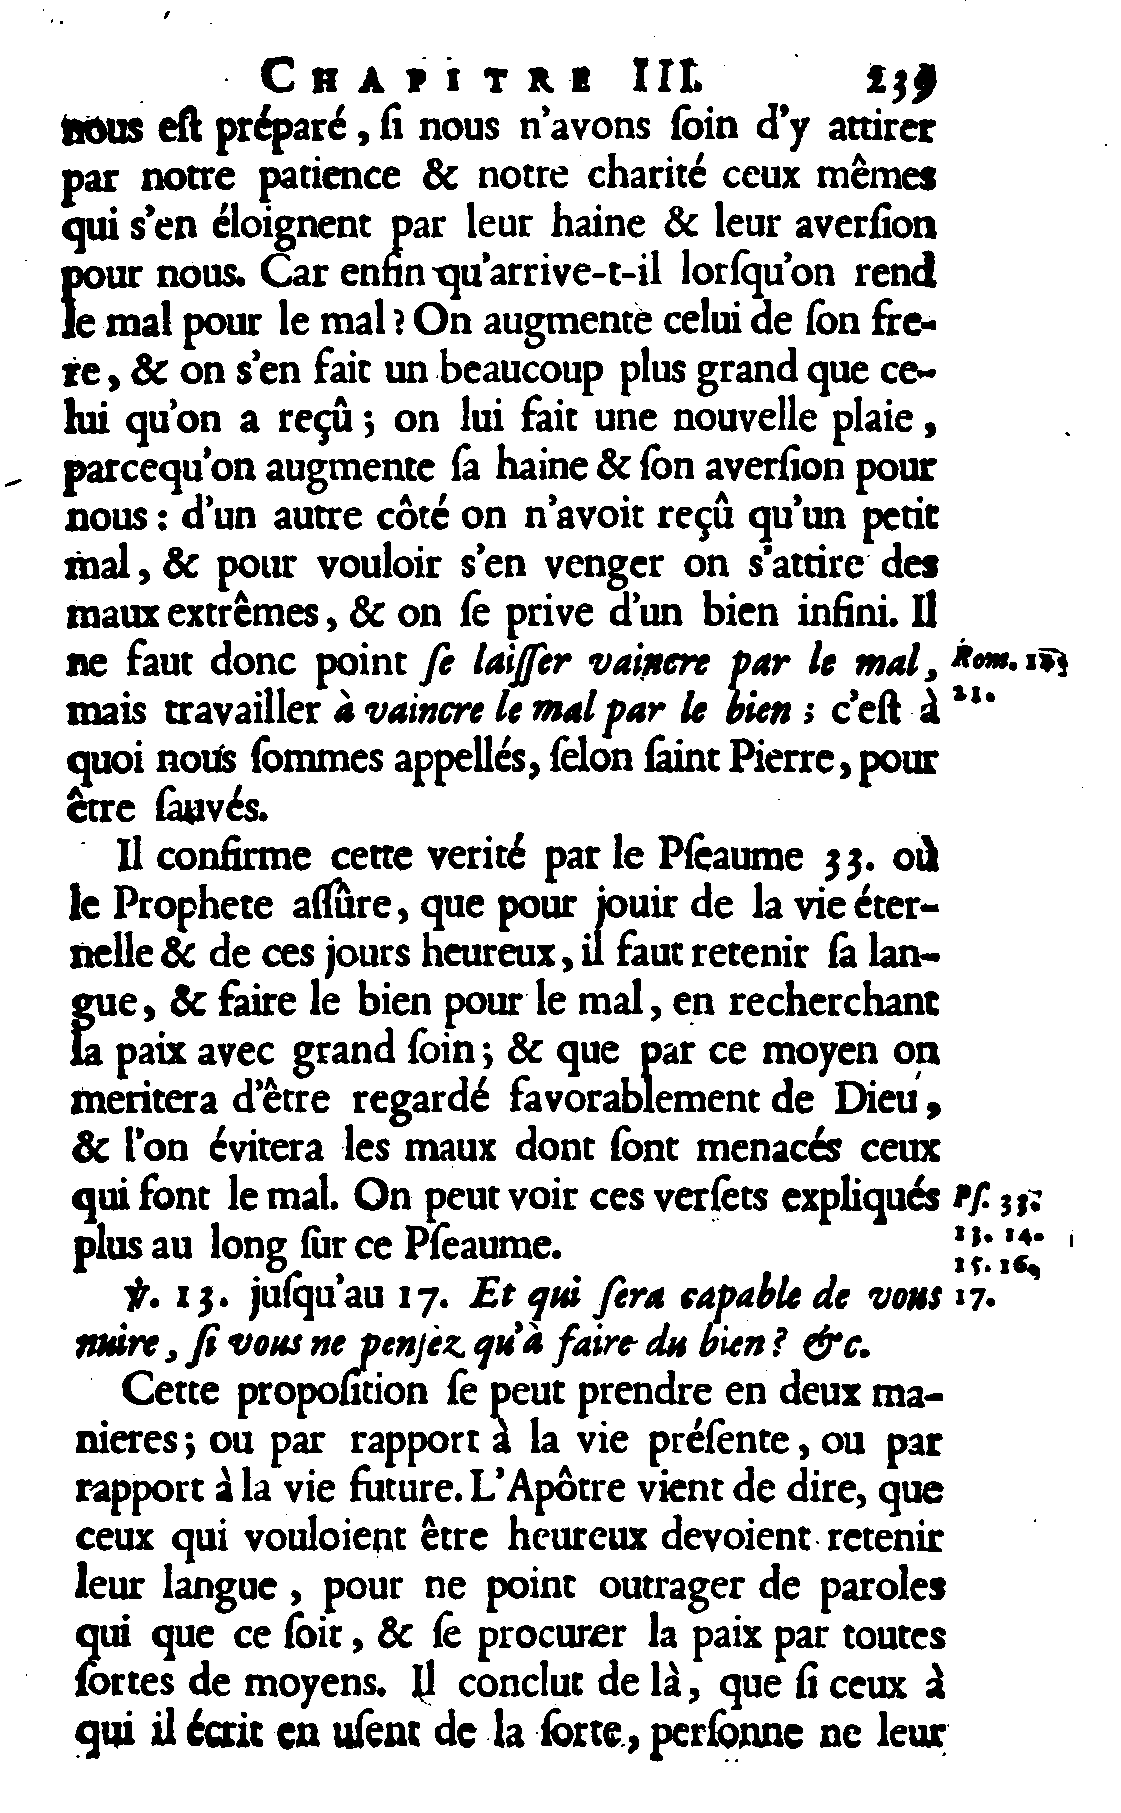 CHAPITRE III. 239
nous eſt préparé, ſi nous n'avons ſoin d'y attirer
par notre patience & notre charité ceux mêmes
qui s'en éloignent par leur haine & leur averſion
pour nous. Car enfin qu'arrive-t-il lorſqu'on rend
le mal pour le mal? On augmente celui de ſon fre-
re, & on s'en fait un beaucoup plus grand que ce-
lui qu'on a reçû; on lui fait une nouvelle plaie,
parcequ'on augmente ſa haine & ſon averſion pour
nous: d'un autre côté on n'avoit reçû qu'un petit
mal, & pour vouloir s'en venger on s'attire des
maux extrêmes, & on ſe prive d'un bien infini. Il
ne faut donc point ſe laiſſer vaincre par le mal, Rom.
mais travailler à vaincre le mal par le bien; c'eſt à 21.
quoi nous ſommes appellés, ſelon ſaint Pierre, pour
être ſauvés.
Il confirme cette verité par le Pſeaume 33. où
le Prophete aſſûre, que pour jouir de la vie éter-
nelle & de ces jours heureux, il faut retenir ſa lan-
gue, & faire le bien pour le mal, en recherchant
la paix avec grand ſoin; & que par ce moyen on
meritera d'être regardé favorablement de Dieu,
& l'on évitera les maux dont ſont menacés ceux
qui font le mal. On peut voir ces verſets expliqués Pſ. 33.
plus au long ſur ce Pſeaume. 13. 14.
15. 16.
℣. 13. juſqu'au 17. Et qui ſera capable de vous 17.
nuire, ſi vous ne penſez qu'à faire du bien? &c.
Cette propoſition ſe peut prendre en deux ma-
nieres; ou par rapport à la vie préſente, ou par
rapport à la vie future. L'Apôtre vient de dire, que
ceux qui vouloient être heureux devoient retenir
leur langue, pour ne point outrager de paroles
qui que ce ſoit, & ſe procurer la paix par toutes
ſortes de moyens. Il conclut de là, que ſi ceux à
qui il écrit en uſent de la ſorte, perſonne ne leur